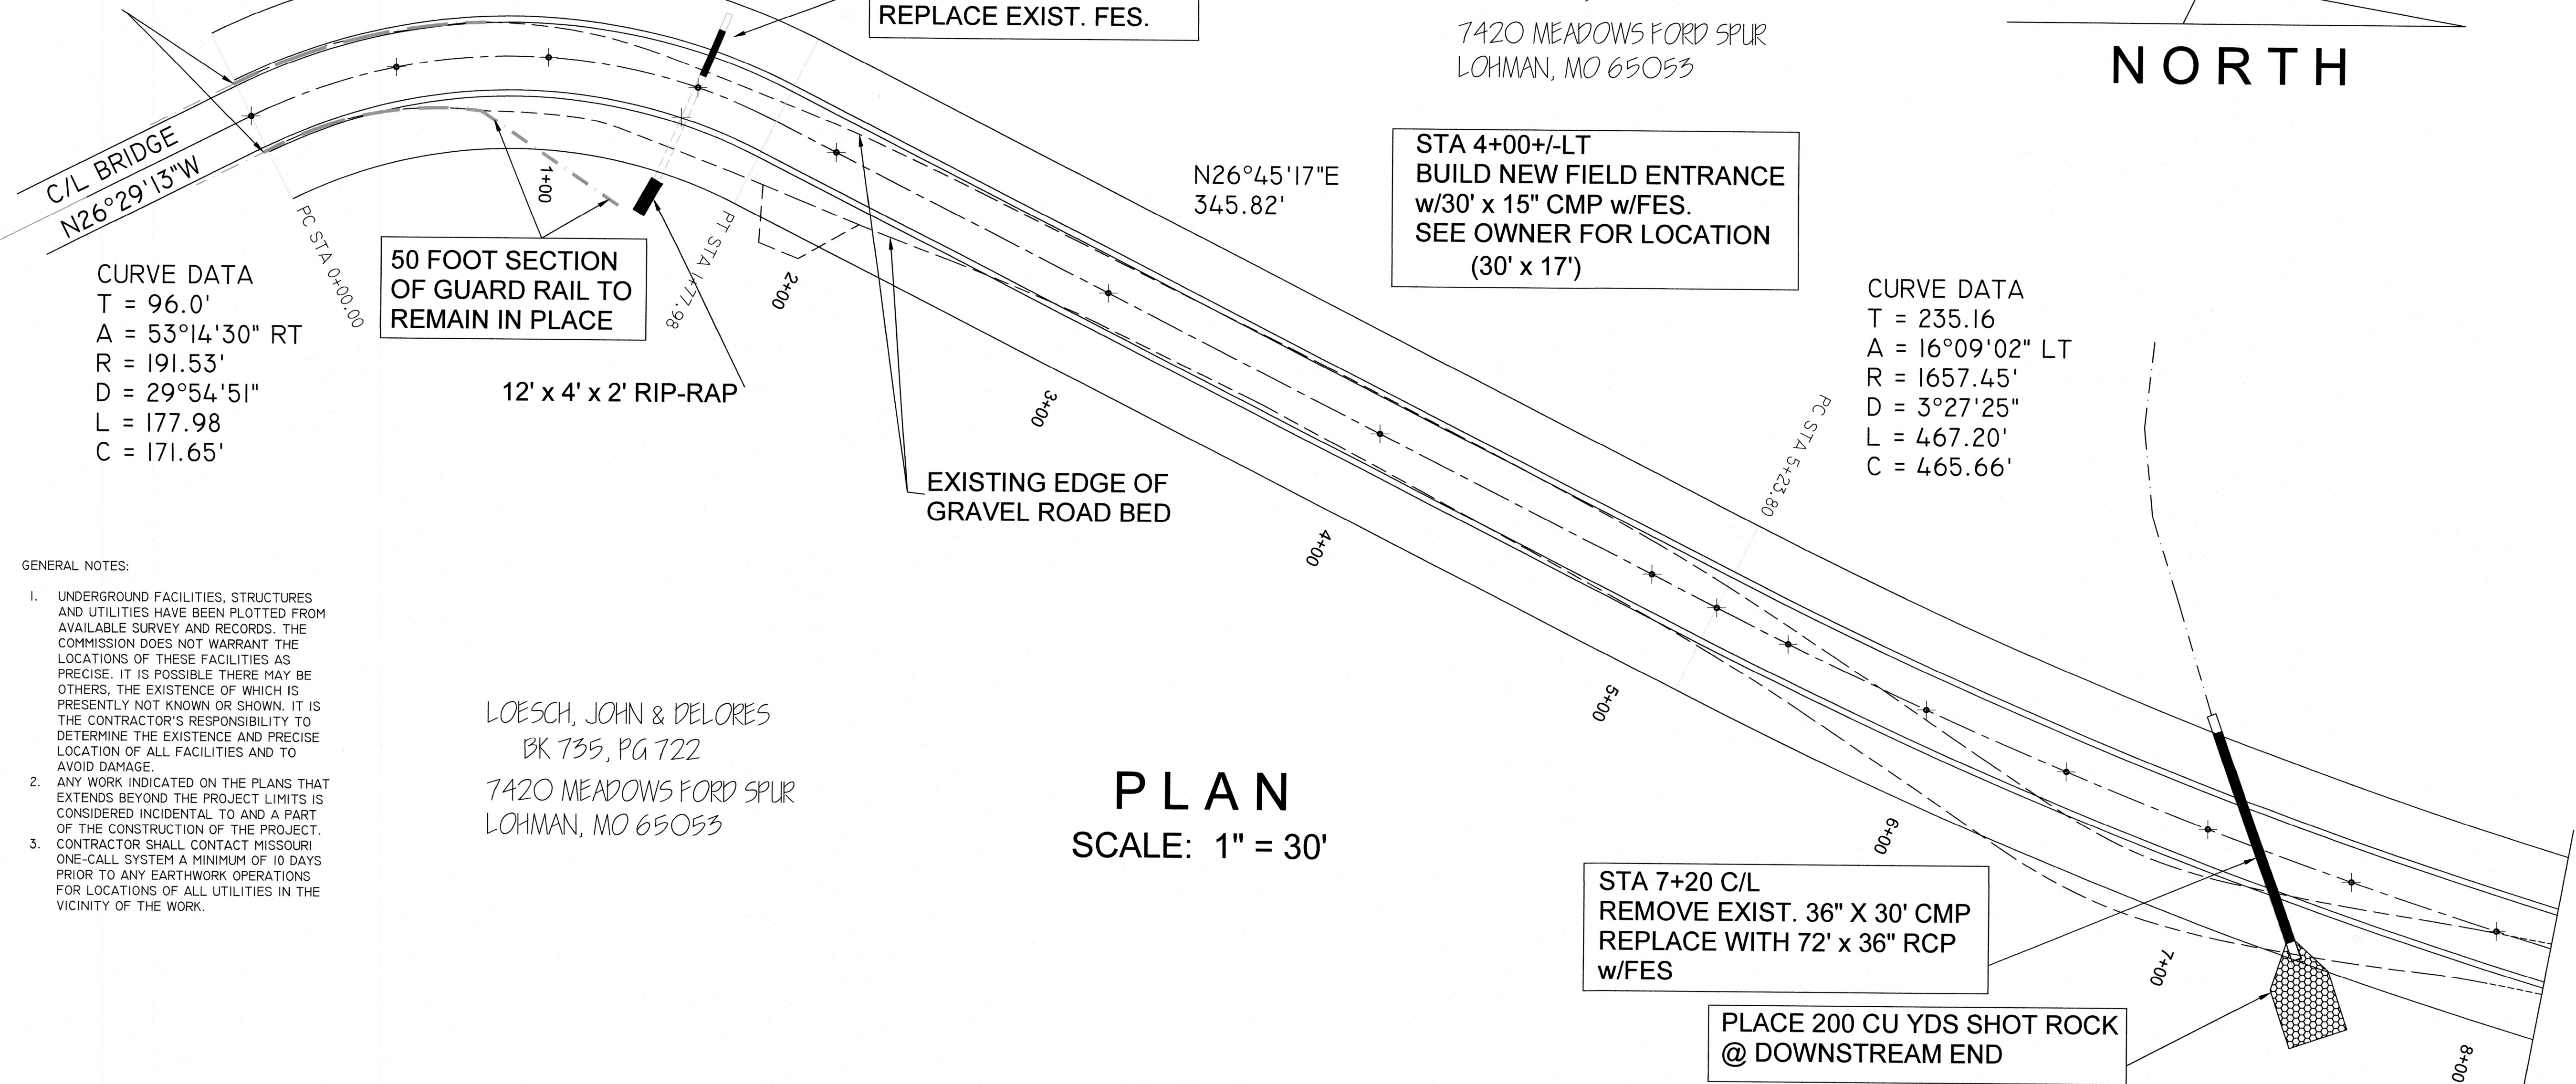 REPLACE EXIST. FES.
7420 MEADOWS FORD SPUR
LOHMAN, MO 65053
NORTH
C/L BRIDGE
N26°29'13"W
PC STA 0+00.00
1+00
PT STA 1+77.98
2+00
3+00
4+00
5+00
PC STA 5+23.80
6+00
7+00
8+00
N26°45'17"E
345.82'
STA 4+00+/-LT
BUILD NEW FIELD ENTRANCE
w/30' x 15" CMP w/FES.
SEE OWNER FOR LOCATION
(30' x 17')
CURVE DATA
T = 96.0'
A = 53°14'30" RT
R = 191.53'
D = 29°54'51"
L = 177.98
C = 171.65'
50 FOOT SECTION
OF GUARD RAIL TO
REMAIN IN PLACE
12' x 4' x 2' RIP-RAP
CURVE DATA
T = 235.16
A = 16°09'02" LT
R = 1657.45'
D = 3°27'25"
L = 467.20'
C = 465.66'
EXISTING EDGE OF
GRAVEL ROAD BED
GENERAL NOTES:
1. UNDERGROUND FACILITIES, STRUCTURES
AND UTILITIES HAVE BEEN PLOTTED FROM
AVAILABLE SURVEY AND RECORDS. THE
COMMISSION DOES NOT WARRANT THE
LOCATIONS OF THESE FACILITIES AS
PRECISE. IT IS POSSIBLE THERE MAY BE
OTHERS, THE EXISTENCE OF WHICH IS
PRESENTLY NOT KNOWN OR SHOWN. IT IS
THE CONTRACTOR'S RESPONSIBILITY TO
DETERMINE THE EXISTENCE AND PRECISE
LOCATION OF ALL FACILITIES AND TO
AVOID DAMAGE.
2. ANY WORK INDICATED ON THE PLANS THAT
EXTENDS BEYOND THE PROJECT LIMITS IS
CONSIDERED INCIDENTAL TO AND A PART
OF THE CONSTRUCTION OF THE PROJECT.
3. CONTRACTOR SHALL CONTACT MISSOURI
ONE-CALL SYSTEM A MINIMUM OF 10 DAYS
PRIOR TO ANY EARTHWORK OPERATIONS
FOR LOCATIONS OF ALL UTILITIES IN THE
VICINITY OF THE WORK.
LOESCH, JOHN & DELORES
BK 735, PG 722
7420 MEADOWS FORD SPUR
LOHMAN, MO 65053
PLAN
SCALE: 1" = 30'
STA 7+20 C/L
REMOVE EXIST. 36" X 30' CMP
REPLACE WITH 72' x 36" RCP
w/FES
PLACE 200 CU YDS SHOT ROCK
@ DOWNSTREAM END